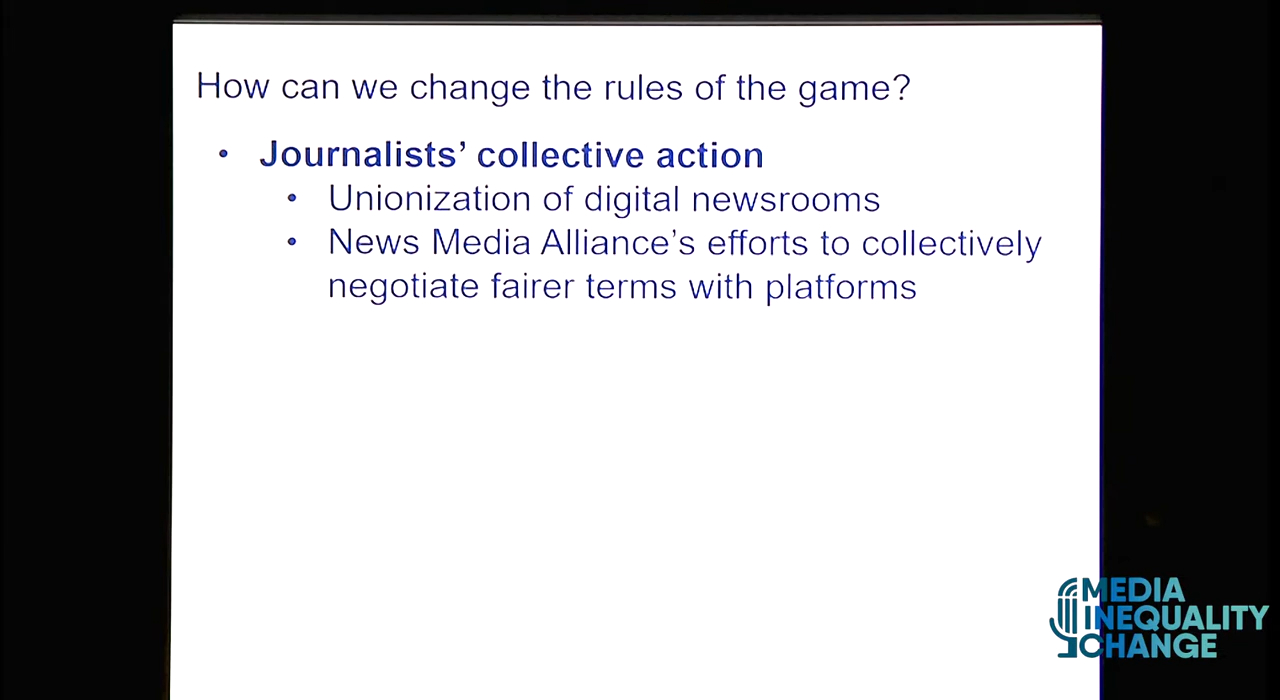 How can we change the rules of the game?
• Journalists’ collective action
• Unionization of digital newsrooms
• News Media Alliance’s efforts to collectively
negotiate fairer terms with platforms
MEDIA
INEQUALITY
CHANGE